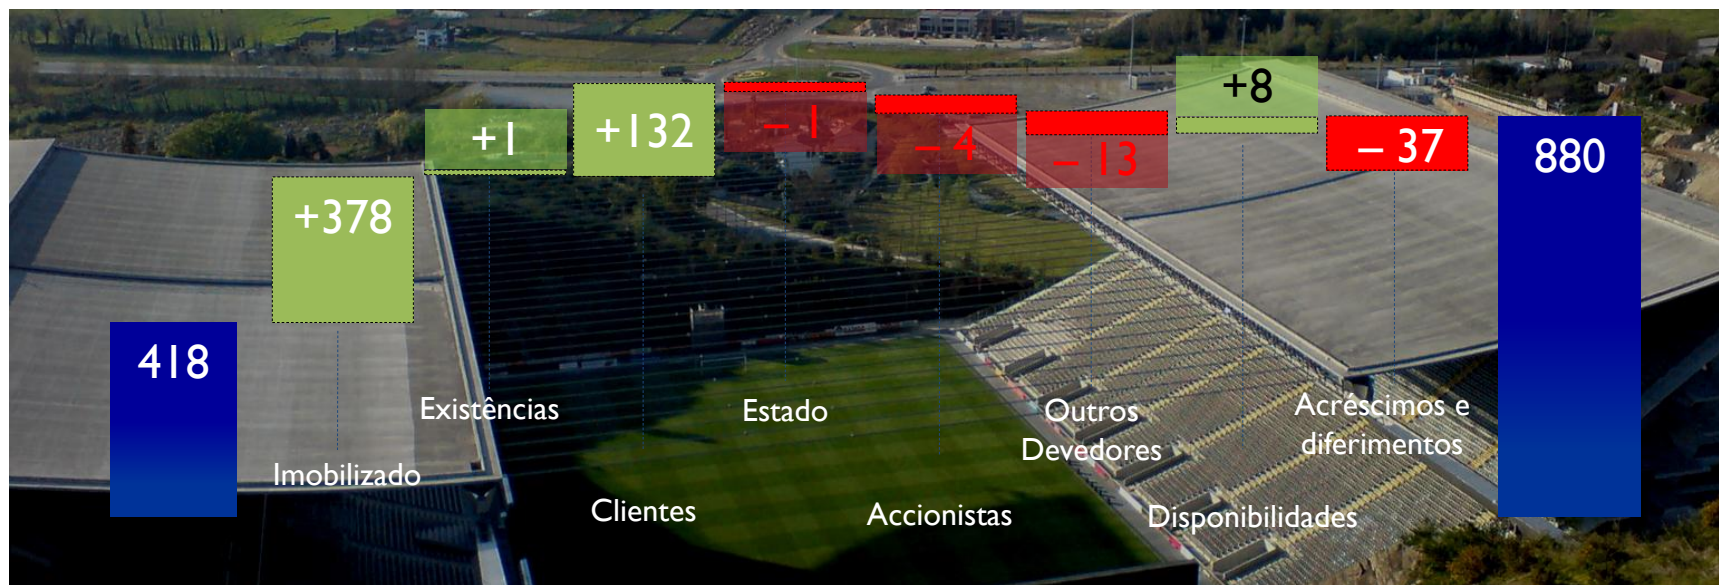 +8
+1
+132
– 1
– 4
– 13
– 37
880
+378
418
Existências
Estado
Outros
Devedores
Acréscimos e
diferimentos
Imobilizado
Clientes
Accionistas
Disponibilidades